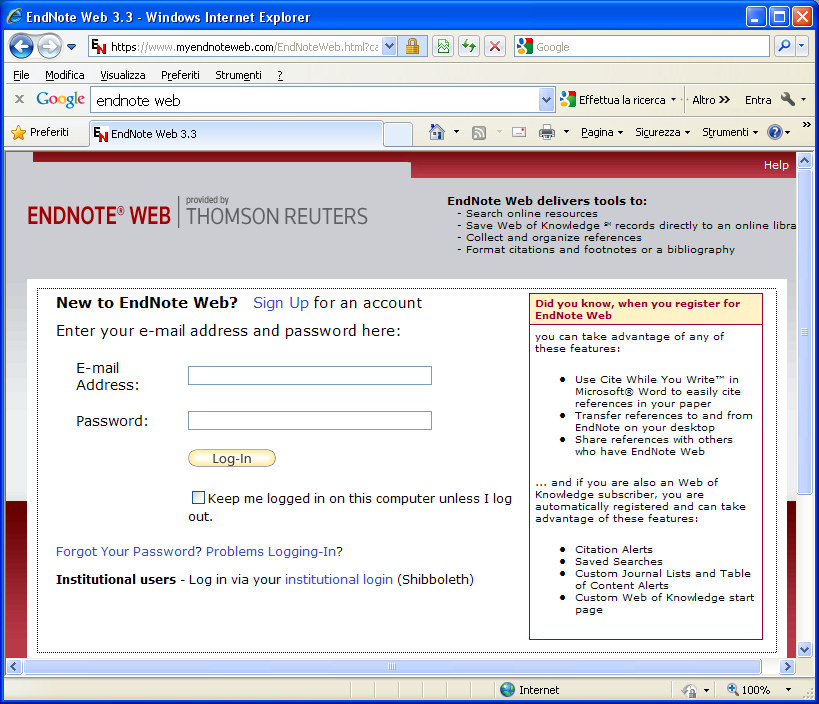 EndNote Web 3.3 - Windows Internet Explorer
https://www.myendnoteweb.com/EndNoteWeb.html?ca
Google
File Modifica Visualizza Preferiti Strumenti ?
x Google endnote web Effettua la ricerca Altro >> Entra
Preferiti EndNote Web 3.3 Pagina Sicurezza Strumenti
Help
ENDNOTE® WEB provided by
THOMSON REUTERS
EndNote Web delivers tools to:
- Search online resources
- Save Web of Knowledge ℠ records directly to an online libra
- Collect and organize references
- Format citations and footnotes or a bibliography
New to EndNote Web? Sign Up for an account
Enter your e-mail address and password here:
E-mail
Address:
Password:
Log-In
Keep me logged in on this computer unless I log
out.
Forgot Your Password? Problems Logging-In?
Institutional users - Log in via your institutional login (Shibboleth)
Did you know, when you register for
EndNote Web
you can take advantage of any of
these features:
• Use Cite While You Write™ in
Microsoft® Word to easily cite
references in your paper
• Transfer references to and from
EndNote on your desktop
• Share references with others
who have EndNote Web
... and if you are also an Web of
Knowledge subscriber, you are
automatically registered and can take
advantage of these features:
• Citation Alerts
• Saved Searches
• Custom Journal Lists and Table
of Content Alerts
• Custom Web of Knowledge start
page
Internet 100%